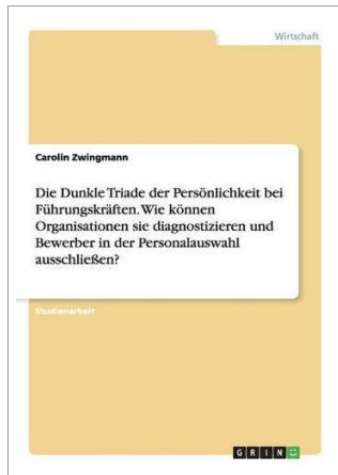 Wirtschaft
Carolin Zwingmann
Die Dunkle Triade der Persönlichkeit bei
Führungskräften. Wie können
Organisationen sie diagnostizieren und
Bewerber in der Personalauswahl
ausschließen?
Studienarbeit
GRIN